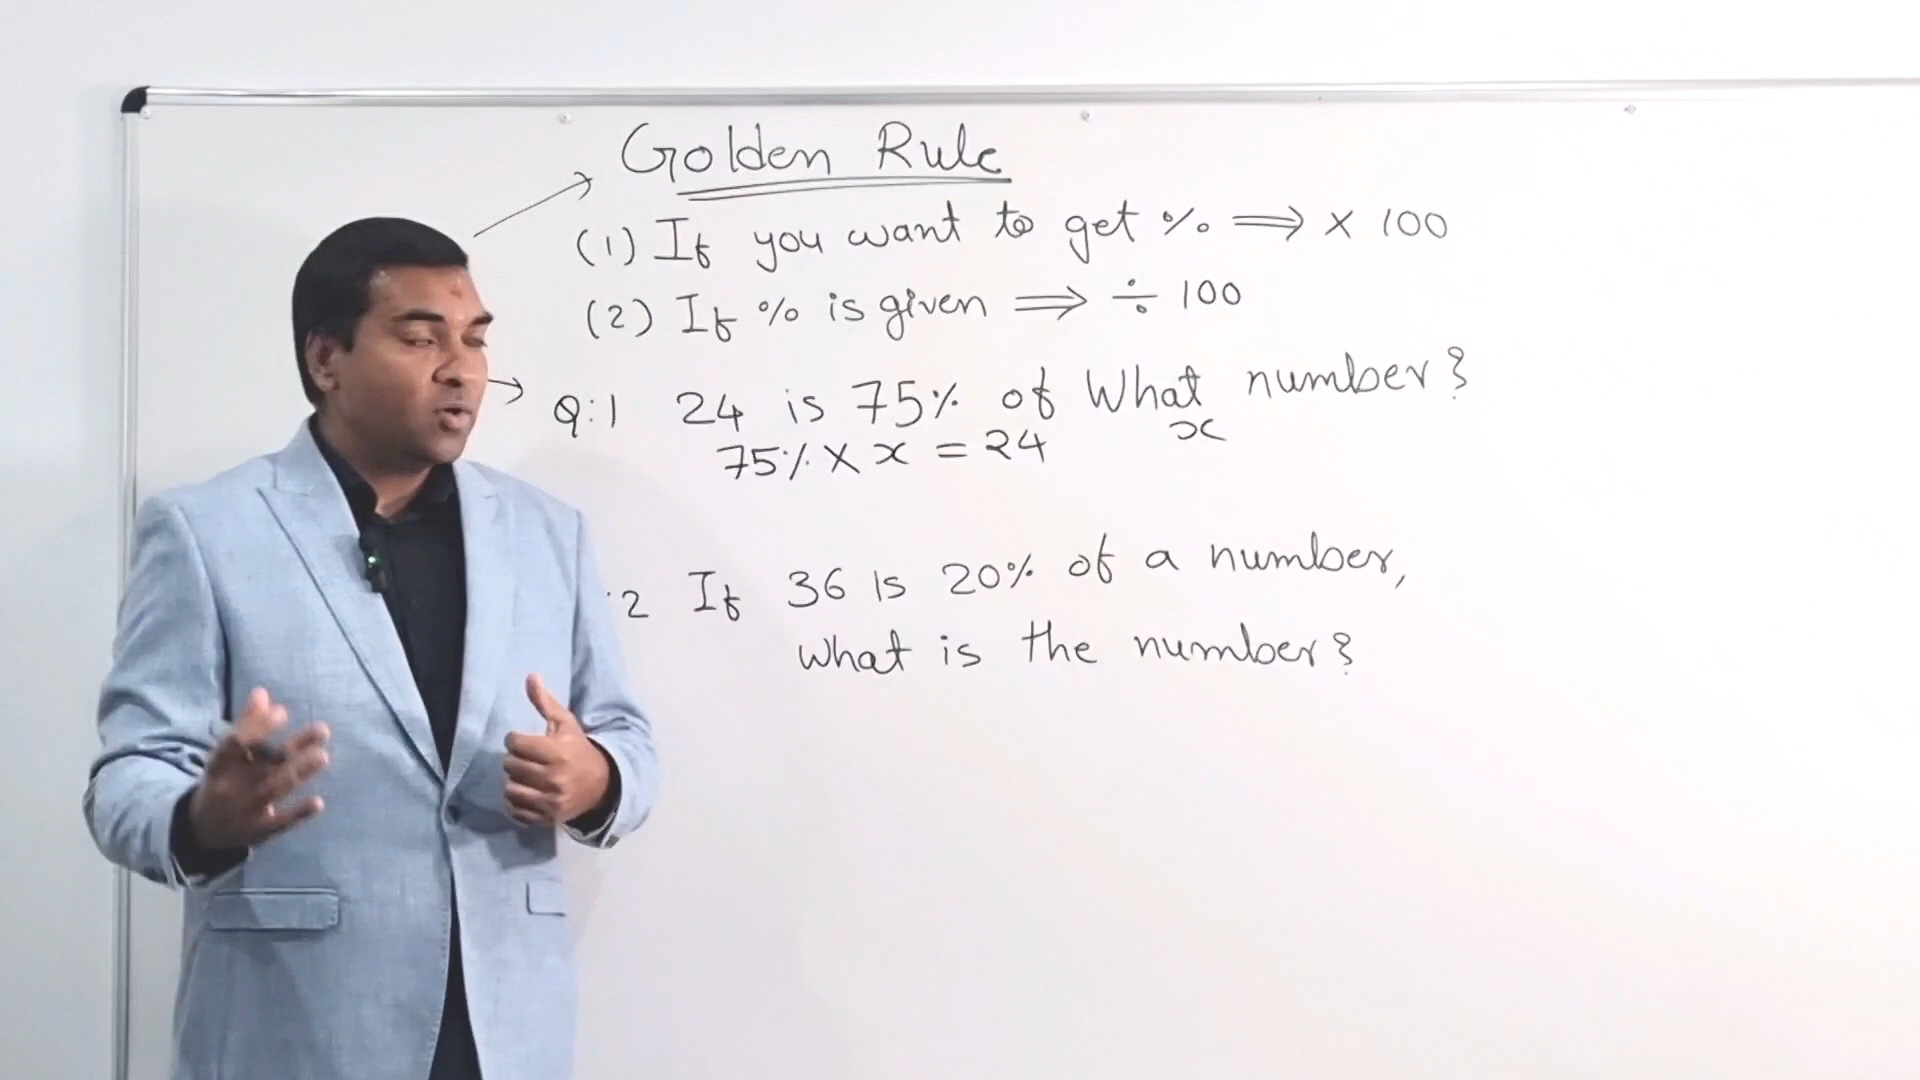 Golden Rule
(1) If you want to get % ⟹ × 100
(2) If % is given ⟹ ÷ 100
Q:1 24 is 75% of What number?
x
75% × x = 24
:2 If 36 is 20% of a number,
what is the number?